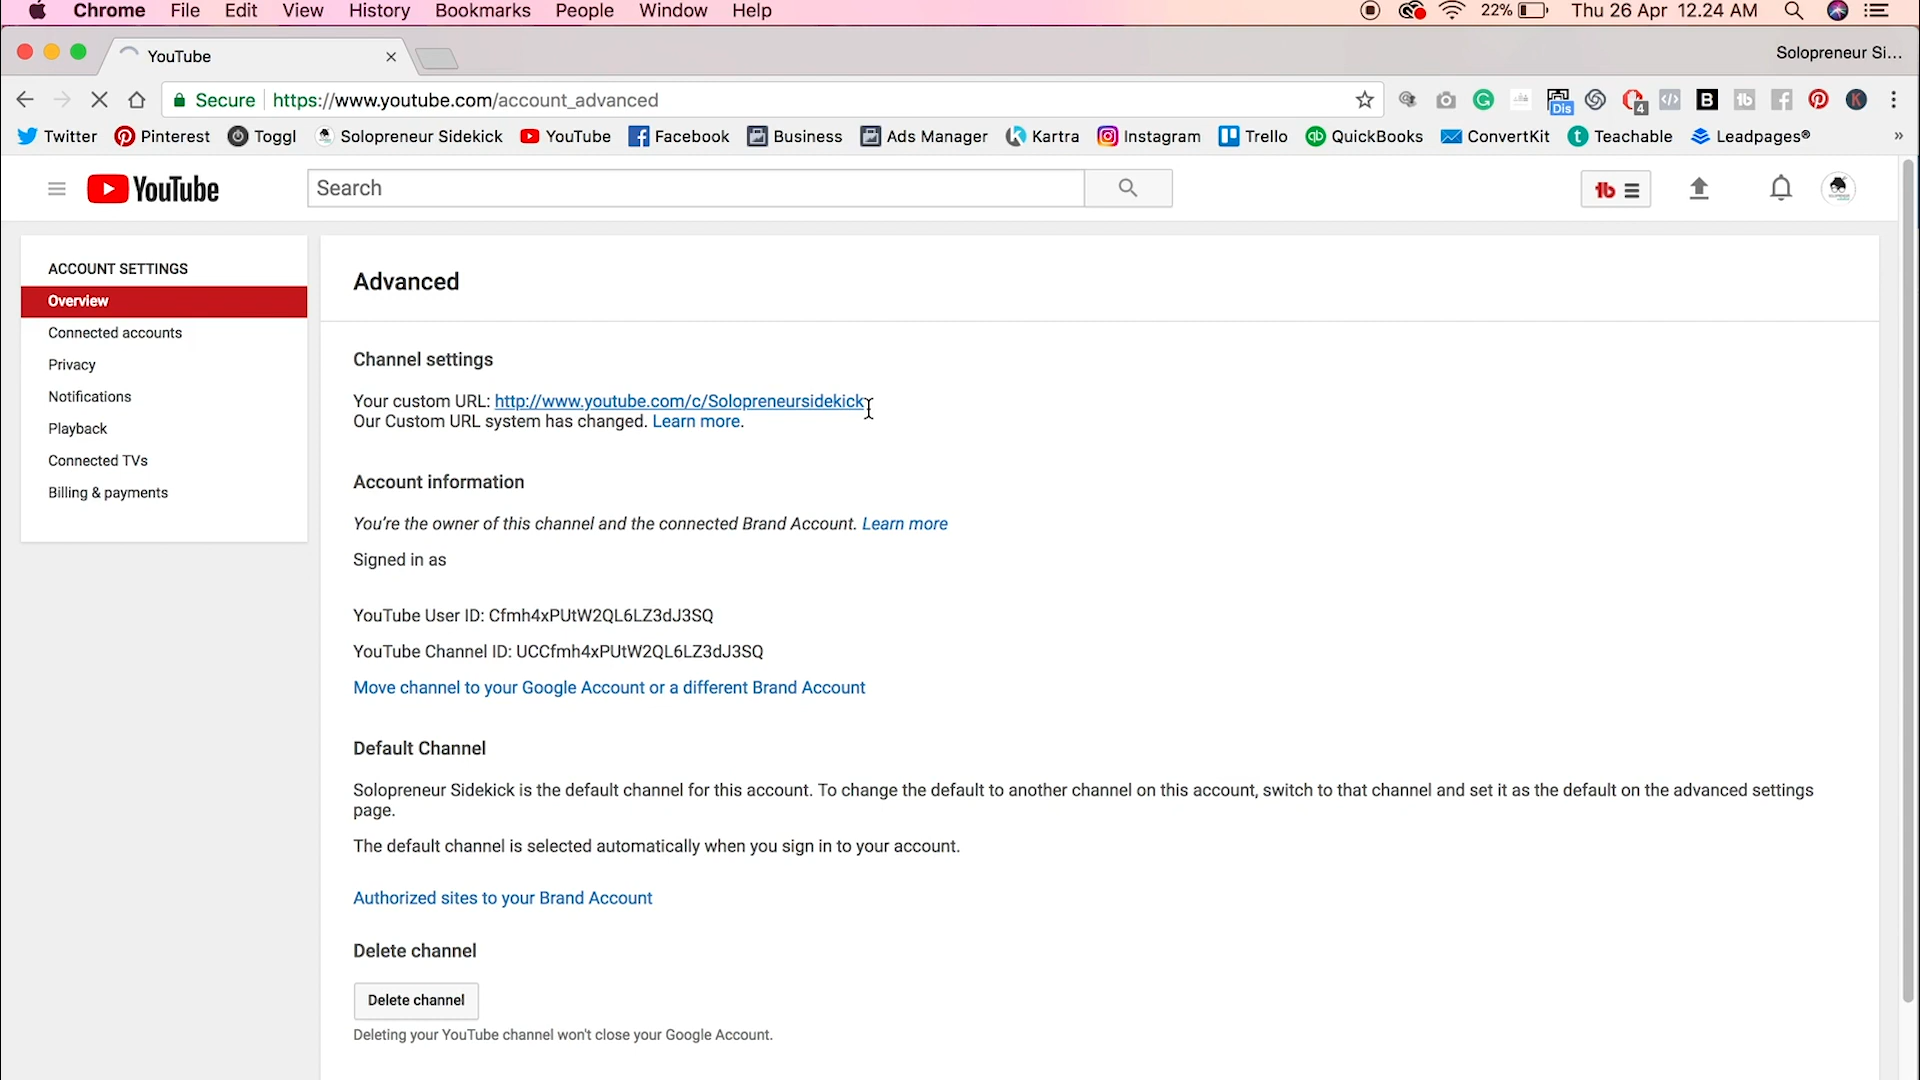 Chrome File Edit View History Bookmarks People Window Help 22% Thu 26 Apr 12.24 AM
YouTube Solopreneur Si...
Secure https://www.youtube.com/account_advanced Dis 4 B tb K
Twitter Pinterest Toggl Solopreneur Sidekick YouTube Facebook Business Ads Manager Kartra Instagram Trello QuickBooks ConvertKit Teachable Leadpages® »
YouTube Search tb
ACCOUNT SETTINGS
Overview
Connected accounts
Privacy
Notifications
Playback
Connected TVs
Billing & payments
Advanced
Channel settings
Your custom URL: http://www.youtube.com/c/Solopreneursidekick
Our Custom URL system has changed. Learn more.
Account information
You're the owner of this channel and the connected Brand Account. Learn more
Signed in as
YouTube User ID: Cfmh4xPUtW2QL6LZ3dJ3SQ
YouTube Channel ID: UCCfmh4xPUtW2QL6LZ3dJ3SQ
Move channel to your Google Account or a different Brand Account
Default Channel
Solopreneur Sidekick is the default channel for this account. To change the default to another channel on this account, switch to that channel and set it as the default on the advanced settings
page.
The default channel is selected automatically when you sign in to your account.
Authorized sites to your Brand Account
Delete channel
Delete channel
Deleting your YouTube channel won't close your Google Account.